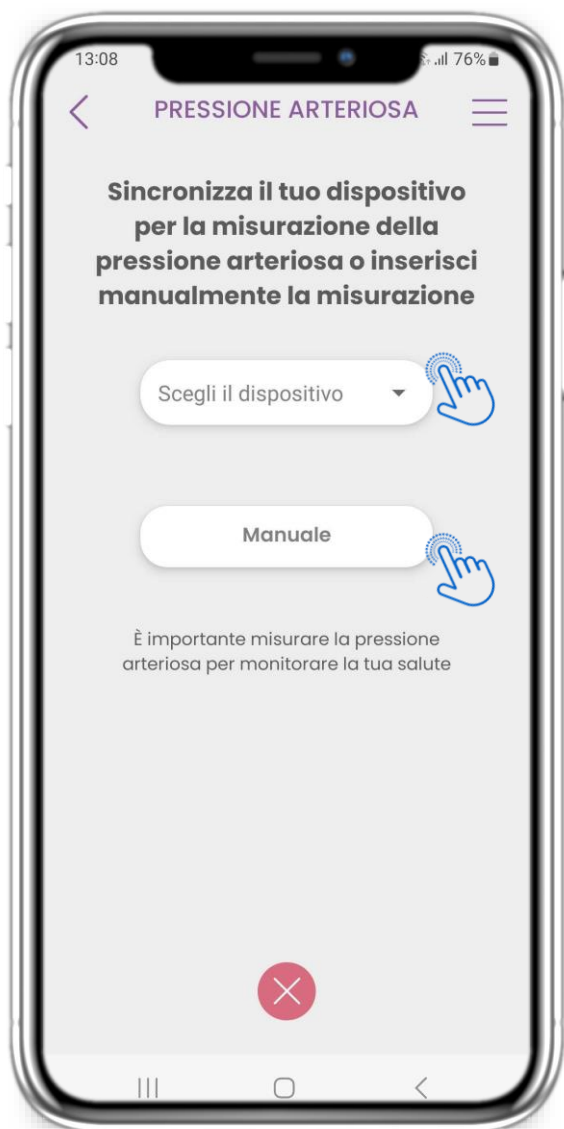 13:08
76%
PRESSIONE ARTERIOSA
Sincronizza il tuo dispositivo
per la misurazione della
pressione arteriosa o inserisci
manualmente la misurazione
Scegli il dispositivo
Manuale
È importante misurare la pressione
arteriosa per monitorare la tua salute